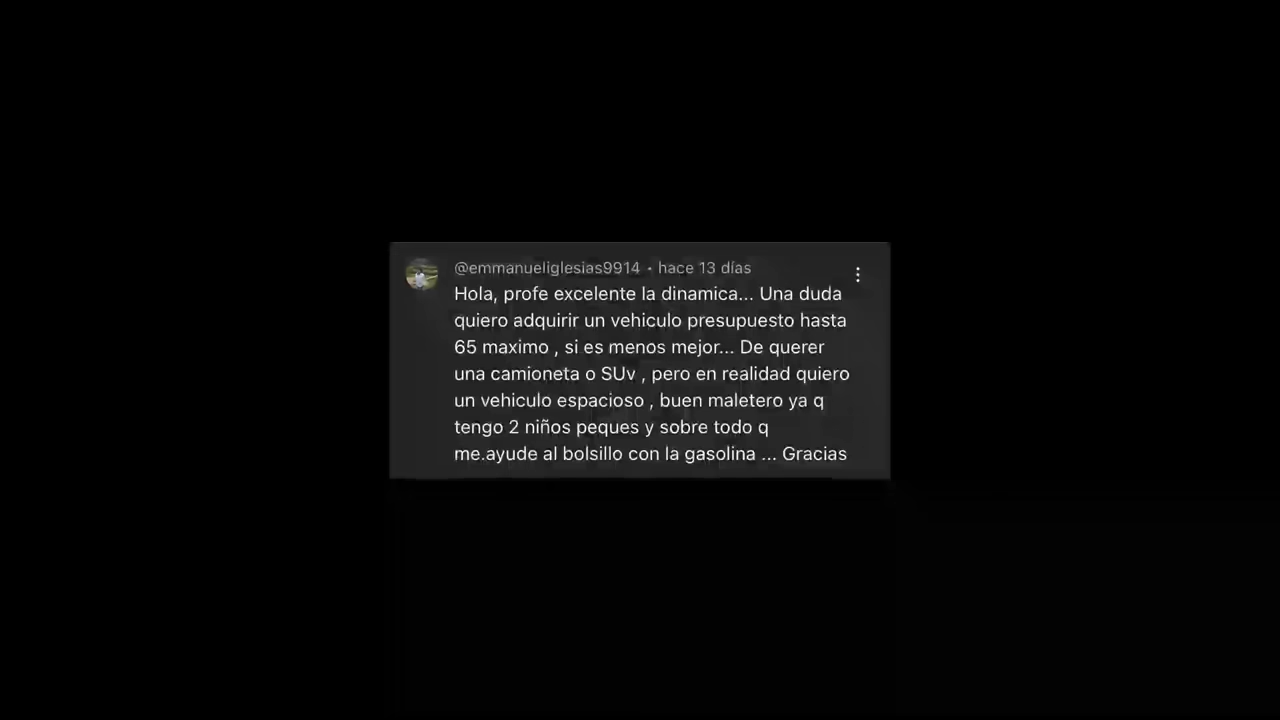 @emmanueliglesias9914 · hace 13 días
Hola, profe excelente la dinamica... Una duda
quiero adquirir un vehiculo presupuesto hasta
65 maximo , si es menos mejor... De querer
una camioneta o SUv , pero en realidad quiero
un vehiculo espacioso , buen maletero ya q
tengo 2 niños peques y sobre todo q
me.ayude al bolsillo con la gasolina ... Gracias